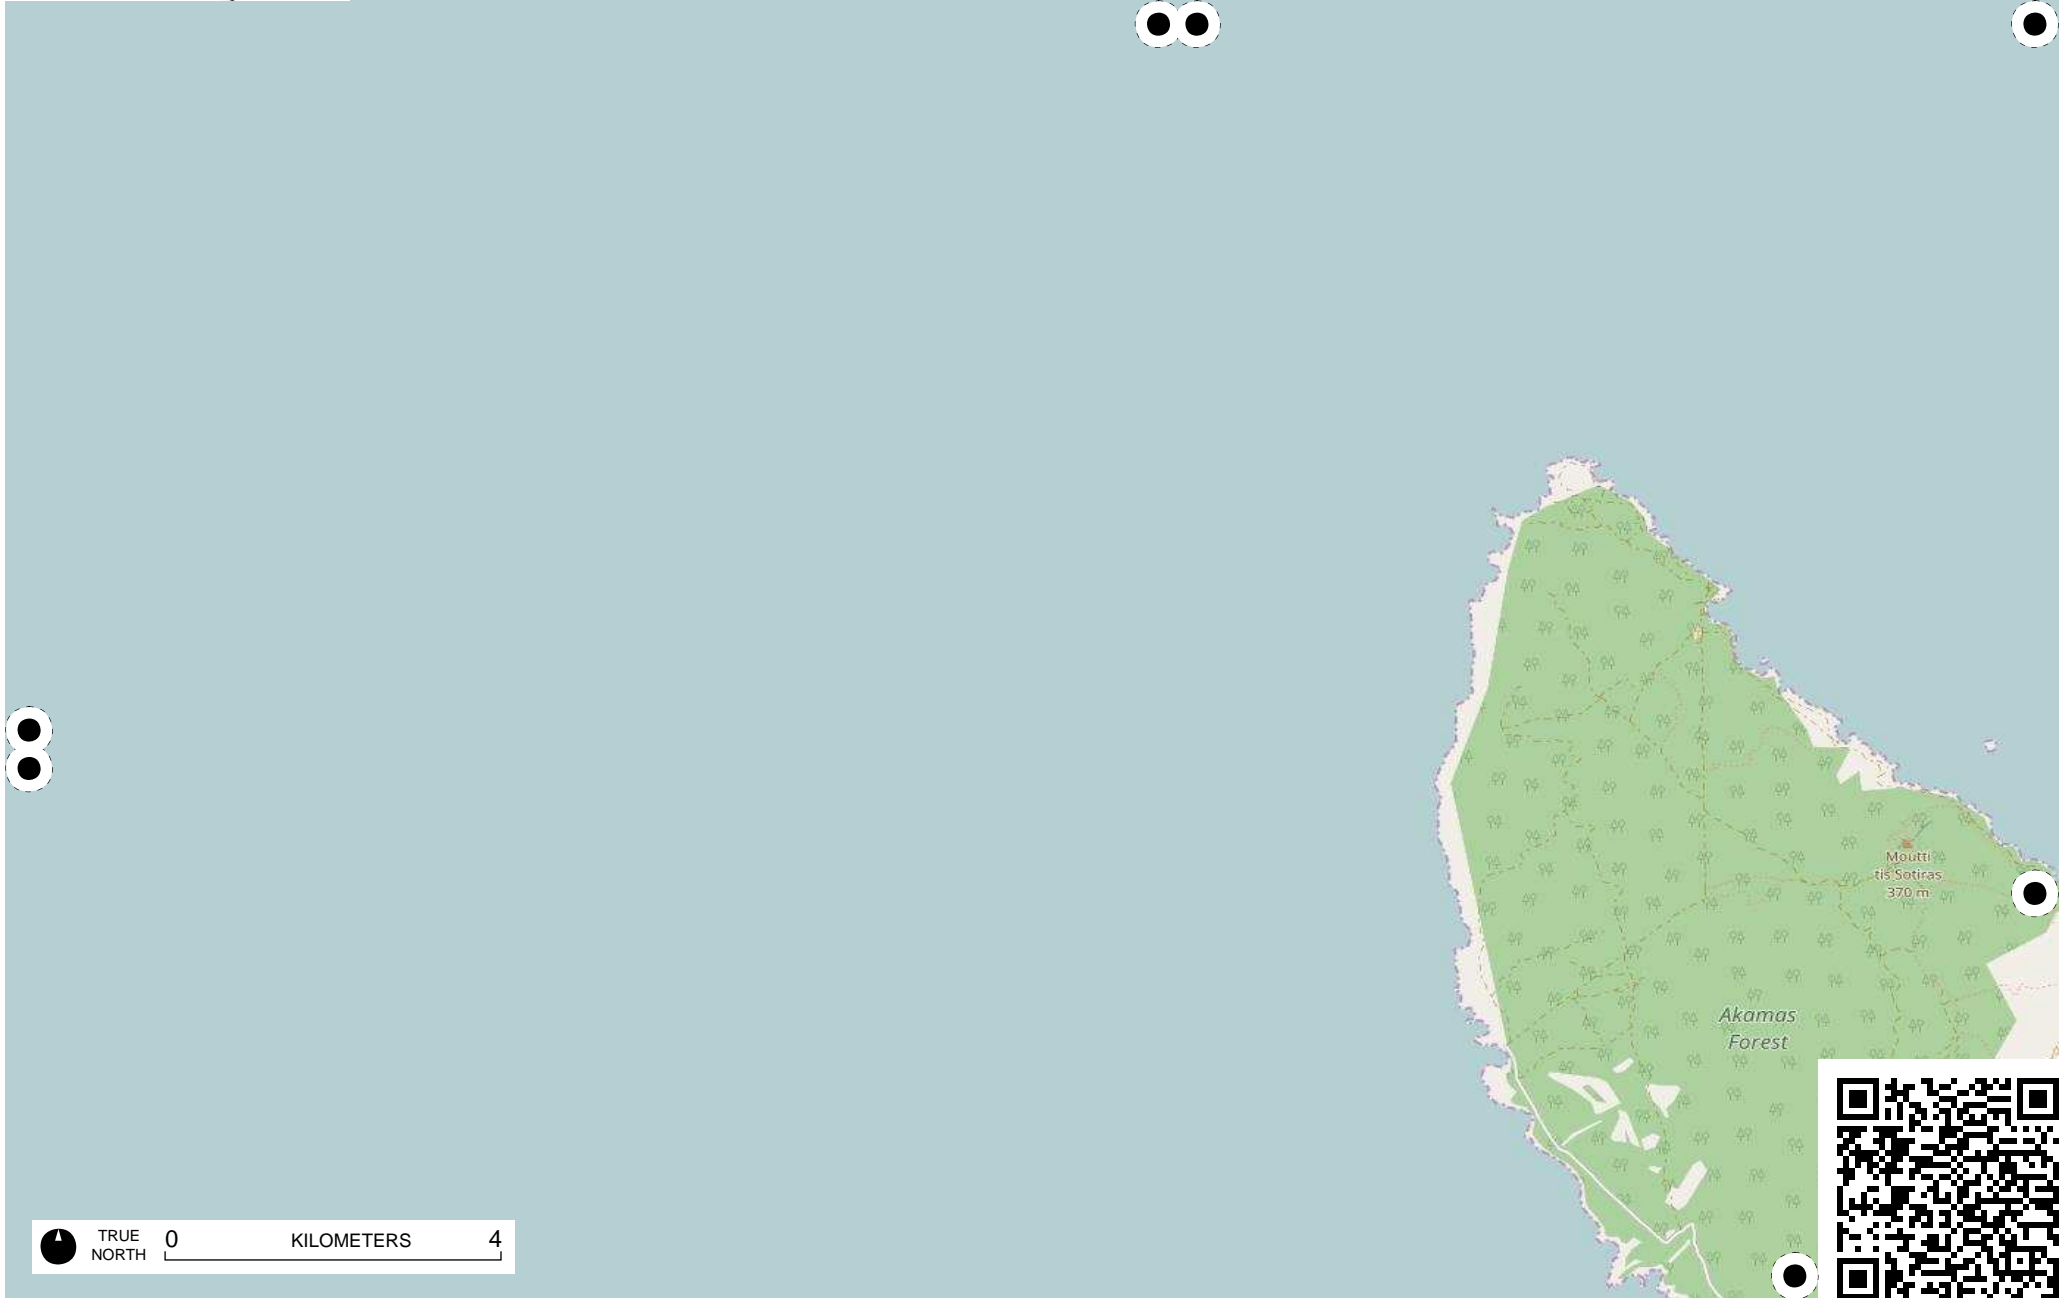 Moutti
tis Sotiras
370 m
Akamas
Forest
TRUE
NORTH
0
KILOMETERS
4